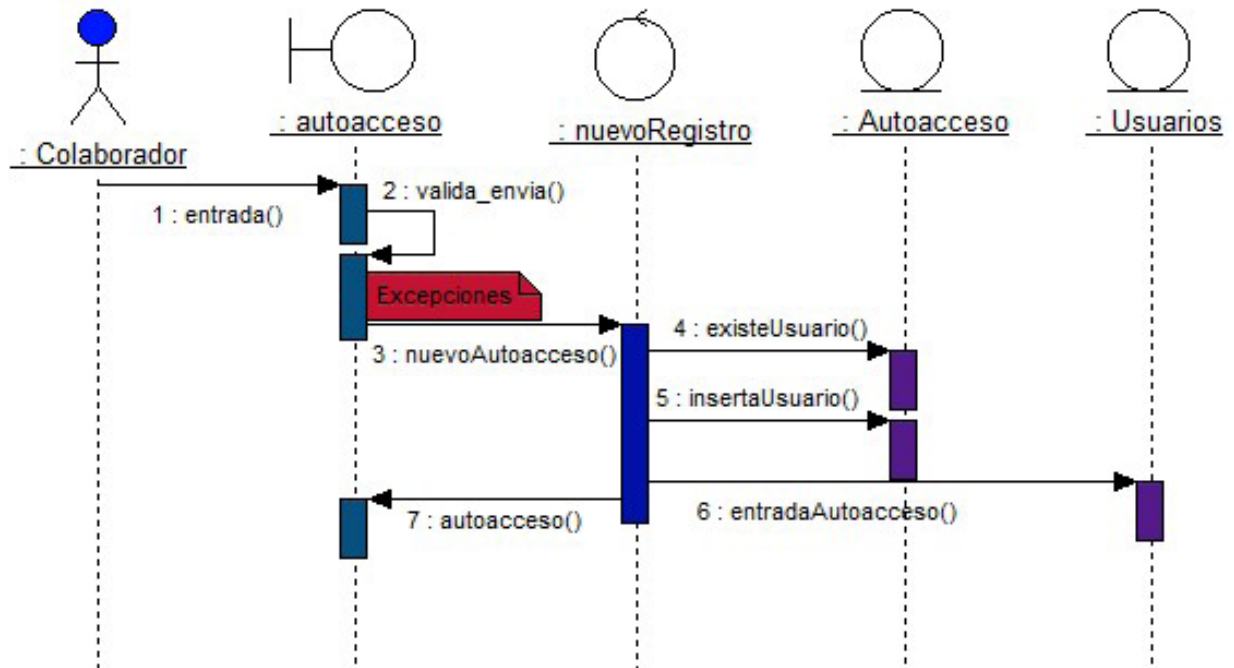 : Colaborador
: autoacceso
: nuevoRegistro
: Autoacceso
: Usuarios
1 : entrada()
2 : valida_envia()
Excepciones
3 : nuevoAutoacceso()
4 : existeUsuario()
5 : insertaUsuario()
6 : entradaAutoacceso()
7 : autoacceso()